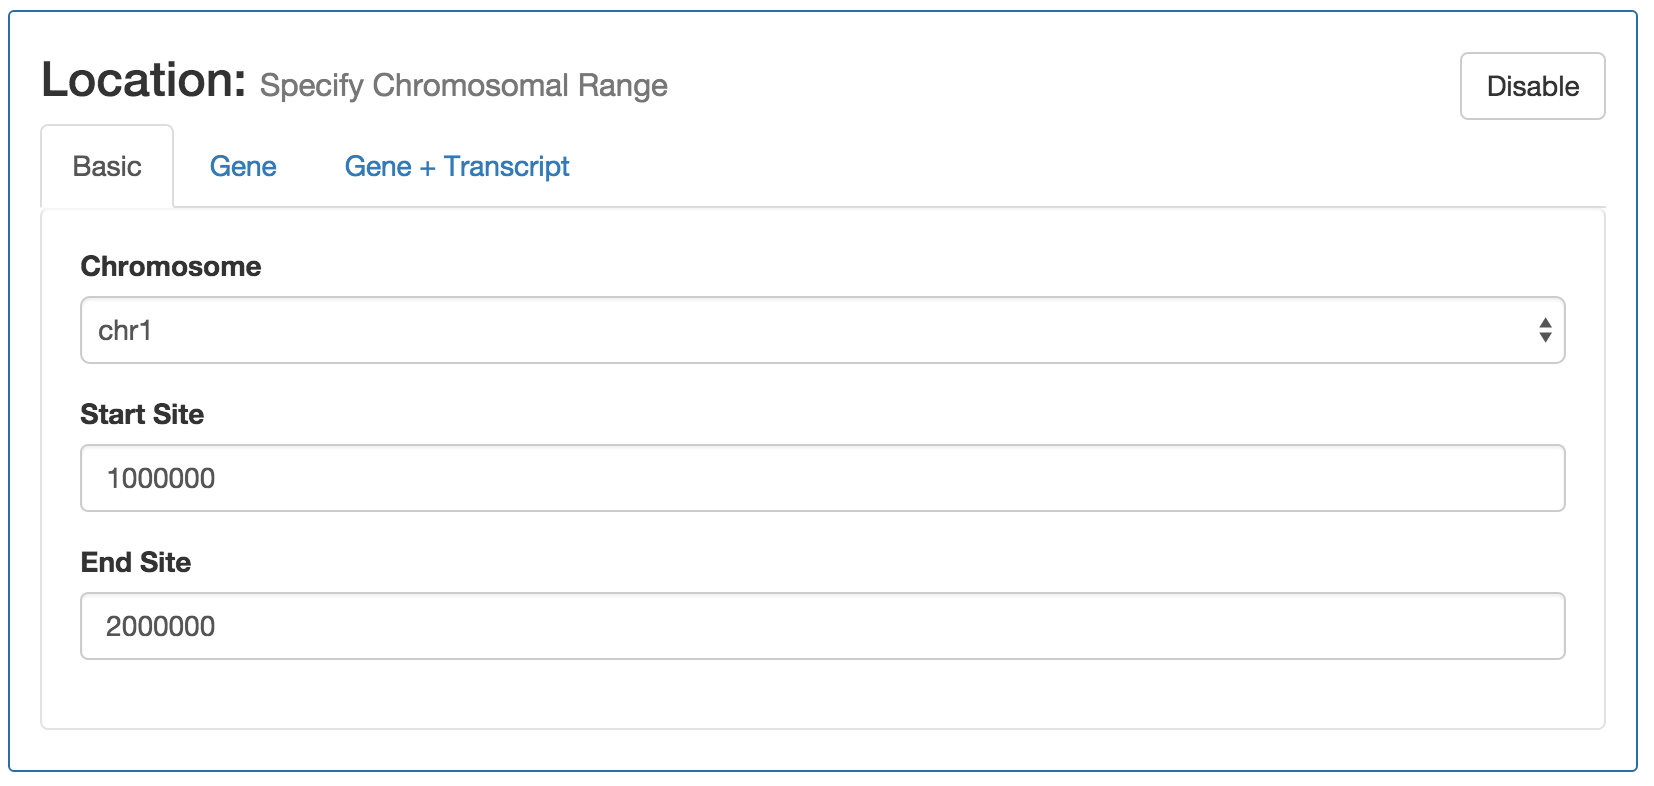 Location: Specify Chromosomal Range
Disable
Basic
Gene
Gene + Transcript
Chromosome
chr1
Start Site
1000000
End Site
2000000